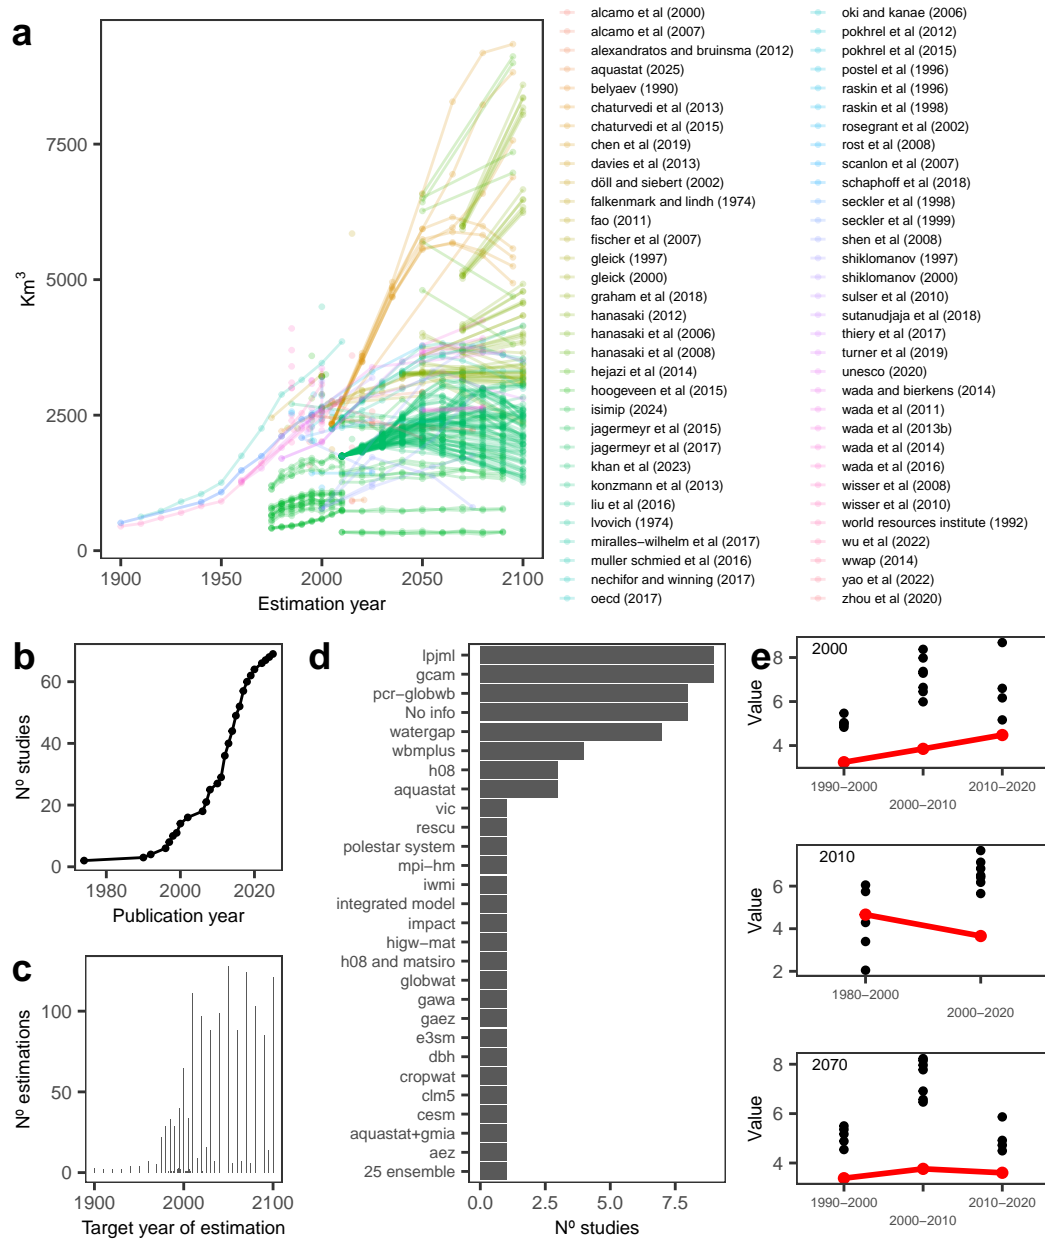 a
7500
5000
2500
0
Km3
1900
1950
2000
2050
2100
Estimation year
alcamo et al (2000)
alcamo et al (2007)
alexandratos and bruinsma (2012)
aquastat (2025)
belyaev (1990)
chaturvedi et al (2013)
chaturvedi et al (2015)
chen et al (2019)
davies et al (2013)
döll and siebert (2002)
falkenmark and lindh (1974)
fao (2011)
fischer et al (2007)
gleick (1997)
gleick (2000)
graham et al (2018)
hanasaki (2012)
hanasaki et al (2006)
hanasaki et al (2008)
hejazi et al (2014)
hoogeveen et al (2015)
isimip (2024)
jagermeyr et al (2015)
jagermeyr et al (2017)
khan et al (2023)
konzmann et al (2013)
liu et al (2016)
lvovich (1974)
miralles−wilhelm et al (2017)
muller schmied et al (2016)
nechifor and winning (2017)
oecd (2017)
oki and kanae (2006)
pokhrel et al (2012)
pokhrel et al (2015)
postel et al (1996)
raskin et al (1996)
raskin et al (1998)
rosegrant et al (2002)
rost et al (2008)
scanlon et al (2007)
schaphoff et al (2018)
seckler et al (1998)
seckler et al (1999)
shen et al (2008)
shiklomanov (1997)
shiklomanov (2000)
sulser et al (2010)
sutanudjaja et al (2018)
thiery et al (2017)
turner et al (2019)
unesco (2020)
wada and bierkens (2014)
wada et al (2011)
wada et al (2013b)
wada et al (2014)
wada et al (2016)
wisser et al (2008)
wisser et al (2010)
world resources institute (1992)
wu et al (2022)
wwap (2014)
yao et al (2022)
zhou et al (2020)
b
60
40
20
0
Nº studies
1980
2000
2020
Publication year
c
100
50
0
Nº estimations
1900
2000
2100
Target year of estimation
d
lpjml
gcam
pcr−globwb
No info
watergap
wbmplus
h08
aquastat
vic
rescu
polestar system
mpi−hm
iwmi
integrated model
impact
higw−mat
h08 and matsiro
globwat
gawa
gaez
e3sm
dbh
cropwat
clm5
cesm
aquastat+gmia
aez
25 ensemble
0.0
2.5
5.0
7.5
Nº studies
e
2000
8
6
4
Value
1990−2000
2000−2010
2010−2020
2010
6
4
2
Value
1980−2000
2000−2020
2070
8
6
4
Value
1990−2000
2000−2010
2010−2020